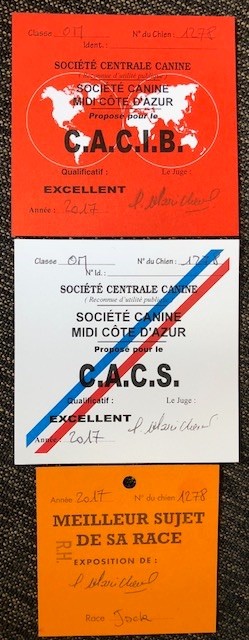 Classe OM N° du Chien : 1278
Ident. :
SOCIÉTÉ CENTRALE CANINE
( Reconnue d'utilité publique )
SOCIÉTÉ CANINE
MIDI CÔTE D'AZUR
Propose pour le
C.A.C.I.B.
Qualificatif : Le Juge :
EXCELLENT
Année : 2017
Classe OM N° du Chien : 1278
N° Id. :
SOCIÉTÉ CENTRALE CANINE
( Reconnue d'utilité publique )
SOCIÉTÉ CANINE
MIDI CÔTE D'AZUR
Propose pour le
C.A.C.S.
Qualificatif : Le Juge :
EXCELLENT
Année : 2017
Année 2017 N° du chien 1278
MEILLEUR SUJET
DE SA RACE
R.H.
EXPOSITION DE :
Race